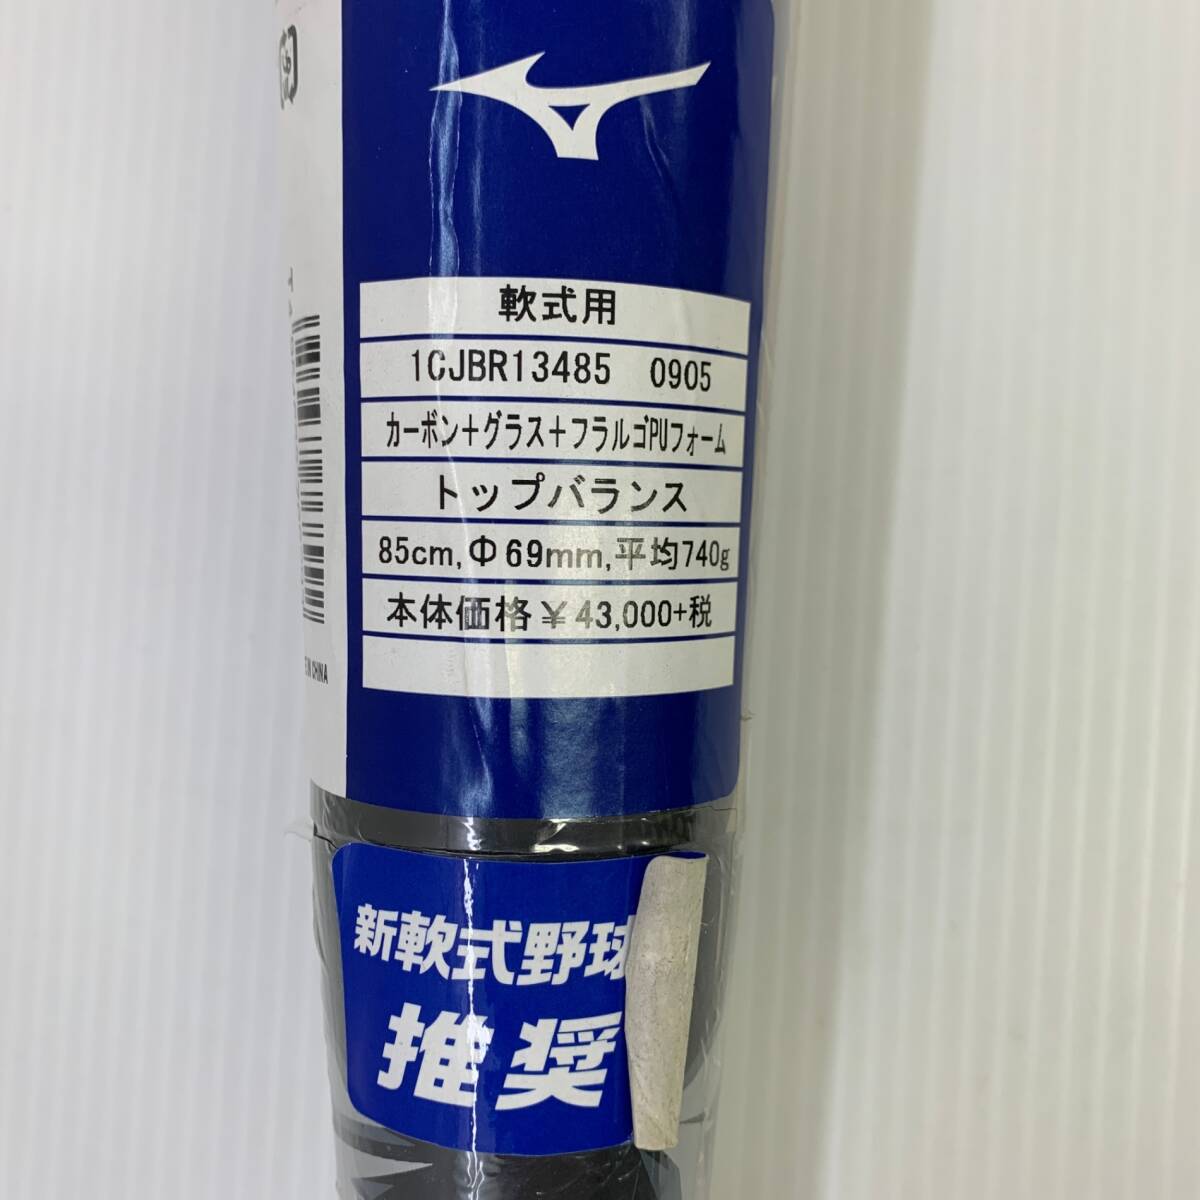 軟式用
1CJBR13485 0905
カーボン+グラス+フラルゴPUフォーム
トップバランス
85cm,Φ69mm,平均740g
本体価格￥43,000+税
IN CHINA
新軟式野球
推奨